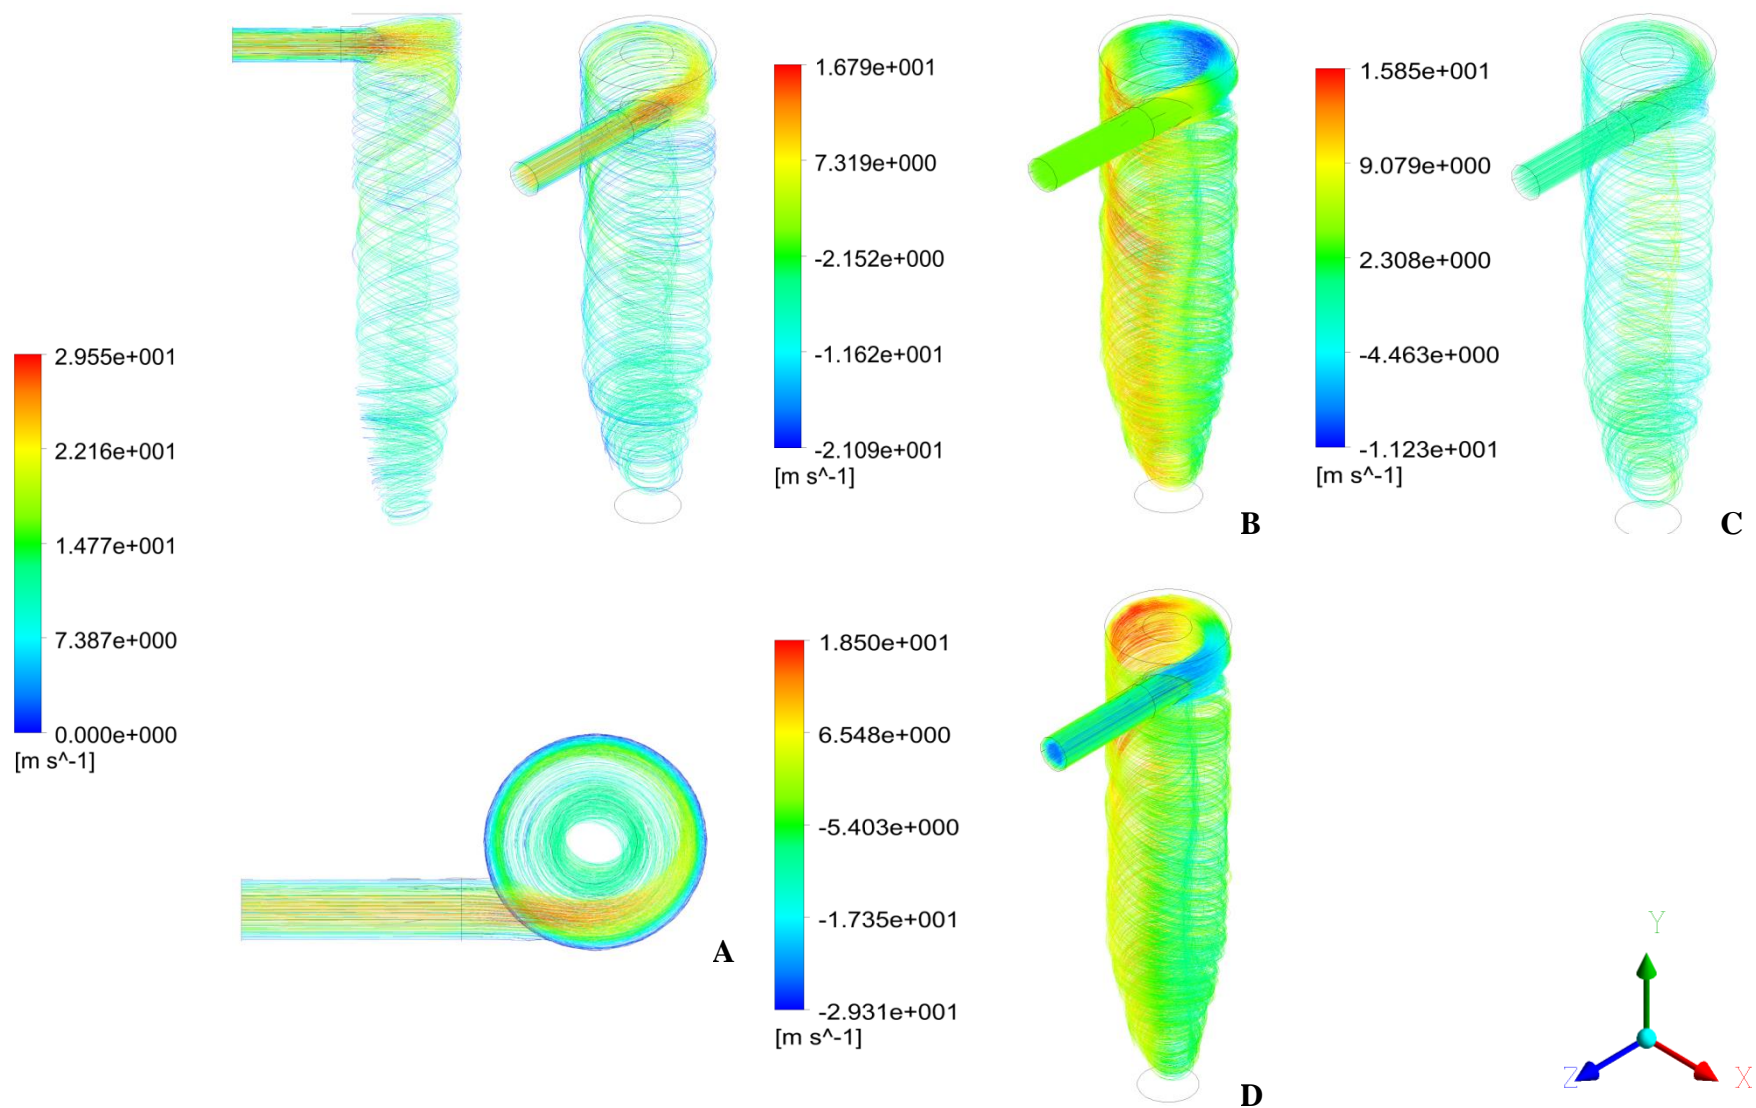 2.955e+001
2.216e+001
1.477e+001
7.387e+000
0.000e+000
[m s^-1]
A
1.679e+001
7.319e+000
-2.152e+000
-1.162e+001
-2.109e+001
[m s^-1]
B
1.585e+001
9.079e+000
2.308e+000
-4.463e+000
-1.123e+001
[m s^-1]
C
1.850e+001
6.548e+000
-5.403e+000
-1.735e+001
-2.931e+001
[m s^-1]
D
Y
Z
X